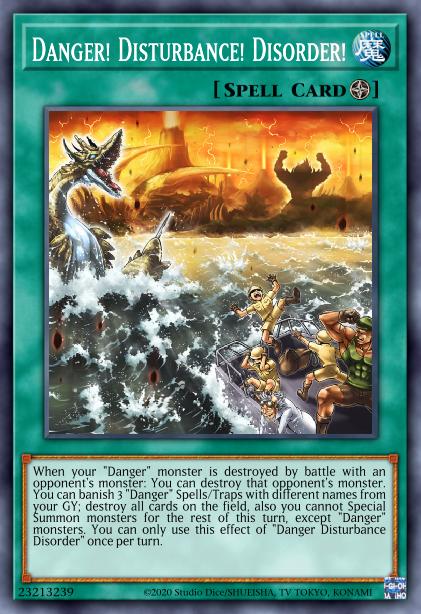 DANGER! DISTURBANCE! DISORDER!
SPELL
魔
[SPELL CARD]
When your "Danger" monster is destroyed by battle with an
opponent's monster: You can destroy that opponent's monster.
You can banish 3 "Danger" Spells/Traps with different names from
your GY; destroy all cards on the field, also you cannot Special
Summon monsters for the rest of this turn, except "Danger"
monsters. You can only use this effect of "Danger Disturbance
Disorder" once per turn.
23213239
©2020 Studio Dice/SHUEISHA, TV TOKYO, KONAMI